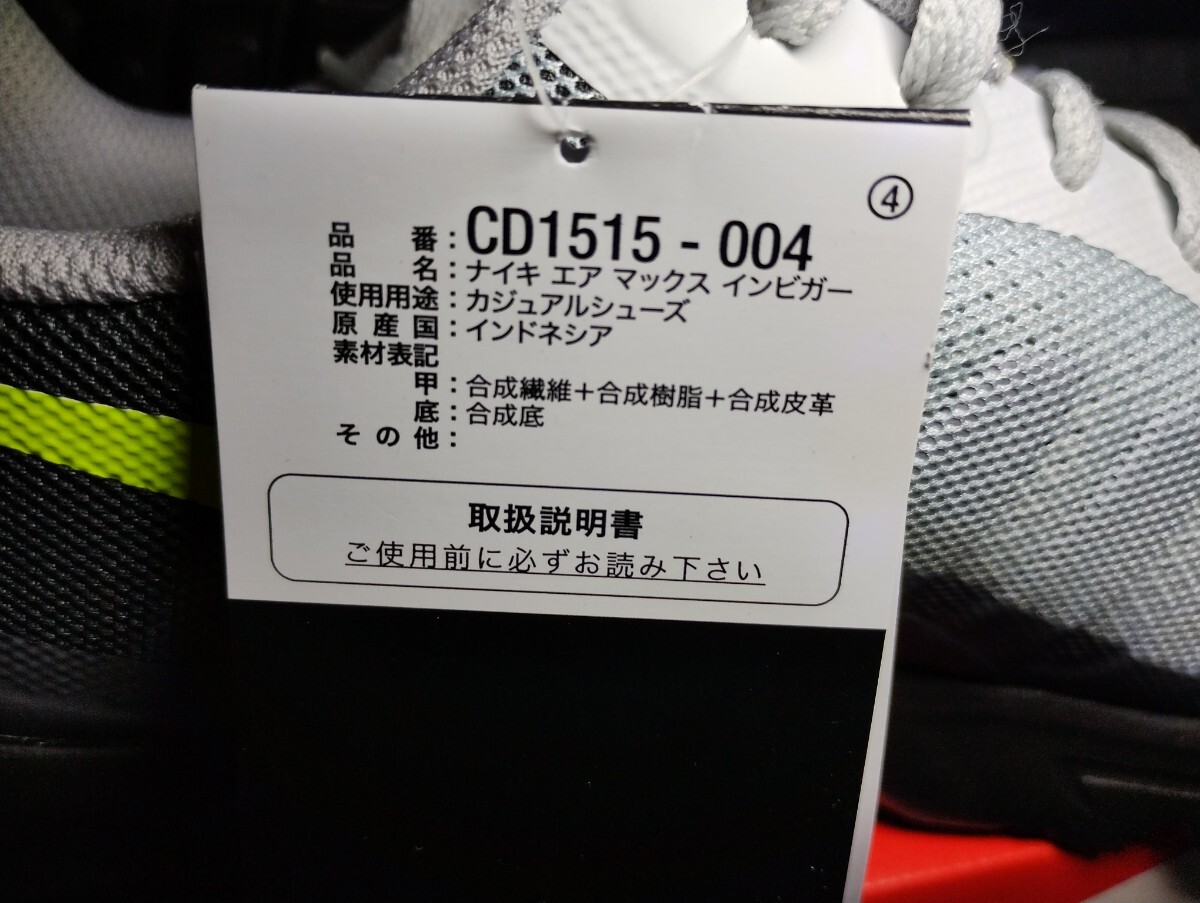 ④
品番：CD1515 - 004
品名：ナイキ エア マックス インビガー
使用用途：カジュアルシューズ
原産国：インドネシア
素材表記
甲：合成繊維＋合成樹脂＋合成皮革
底：合成底
その他：
取扱説明書
ご使用前に必ずお読み下さい